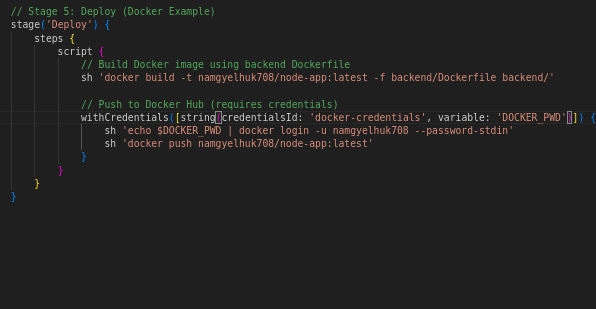 // Stage 5: Deploy (Docker Example)
stage('Deploy') {
steps {
script {
// Build Docker image using backend Dockerfile
sh 'docker build -t namgyelhuk708/node-app:latest -f backend/Dockerfile backend/'
// Push to Docker Hub (requires credentials)
withCredentials([string(credentialsId: 'docker-credentials', variable: 'DOCKER_PWD')]) {
sh 'echo $DOCKER_PWD | docker login -u namgyelhuk708 --password-stdin'
sh 'docker push namgyelhuk708/node-app:latest'
}
}
}
}